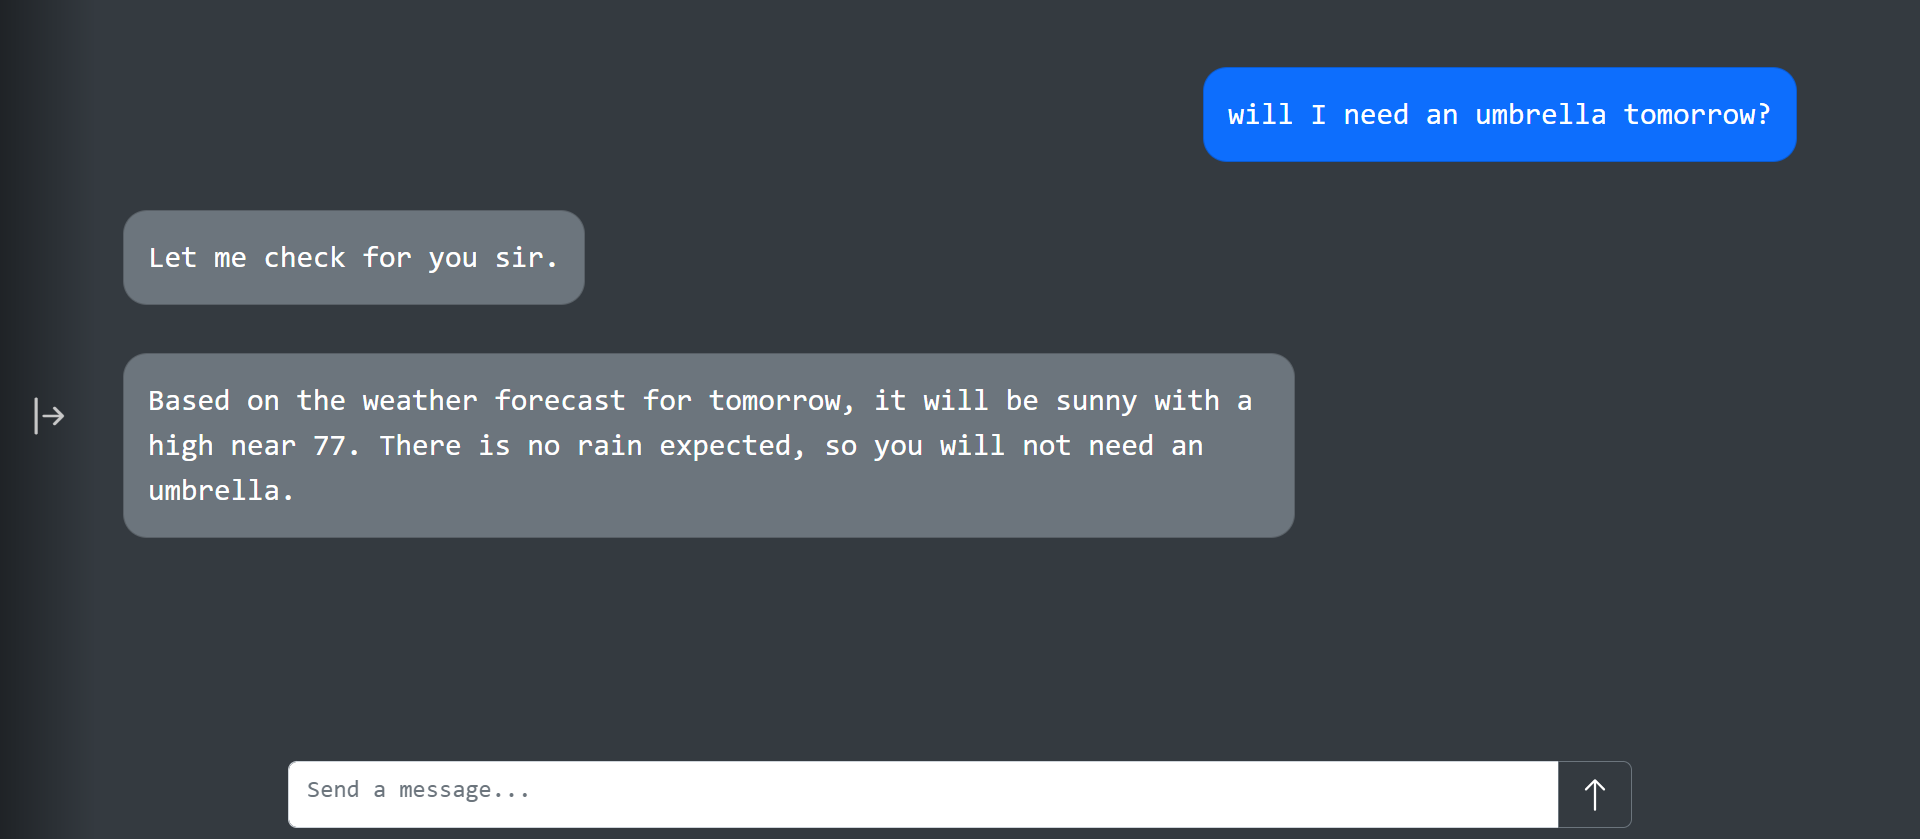 will I need an umbrella tomorrow?
Let me check for you sir.
Based on the weather forecast for tomorrow, it will be sunny with a
high near 77. There is no rain expected, so you will not need an
umbrella.
Send a message...